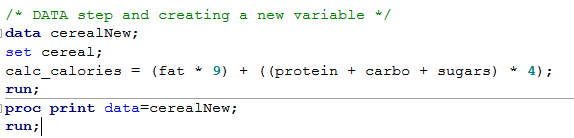 /* DATA step and creating a new variable */
data cerealNew;
set cereal;
calc_calories = (fat * 9) + ((protein + carbo + sugars) * 4);
run;
proc print data=cerealNew;
run;